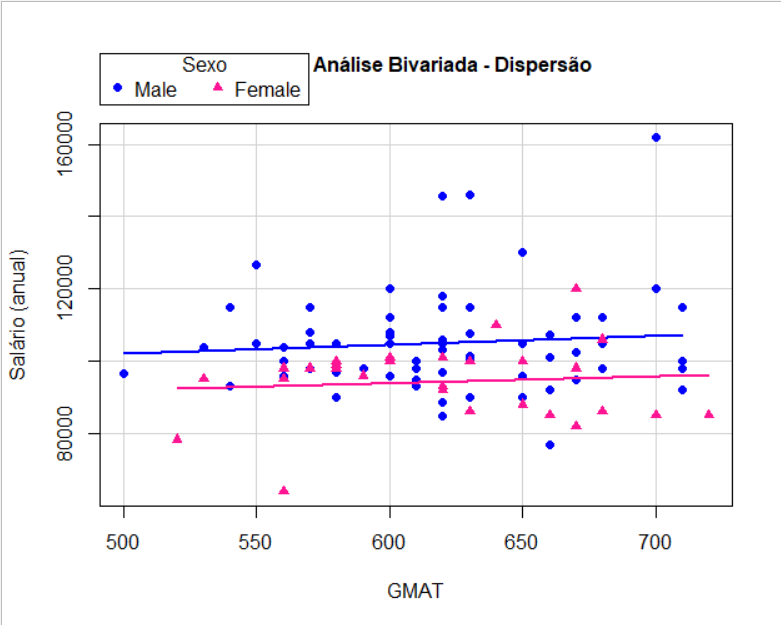 Sexo
Male Female
Análise Bivariada - Dispersão
160000
120000
80000
Salário (anual)
500 550 600 650 700
GMAT